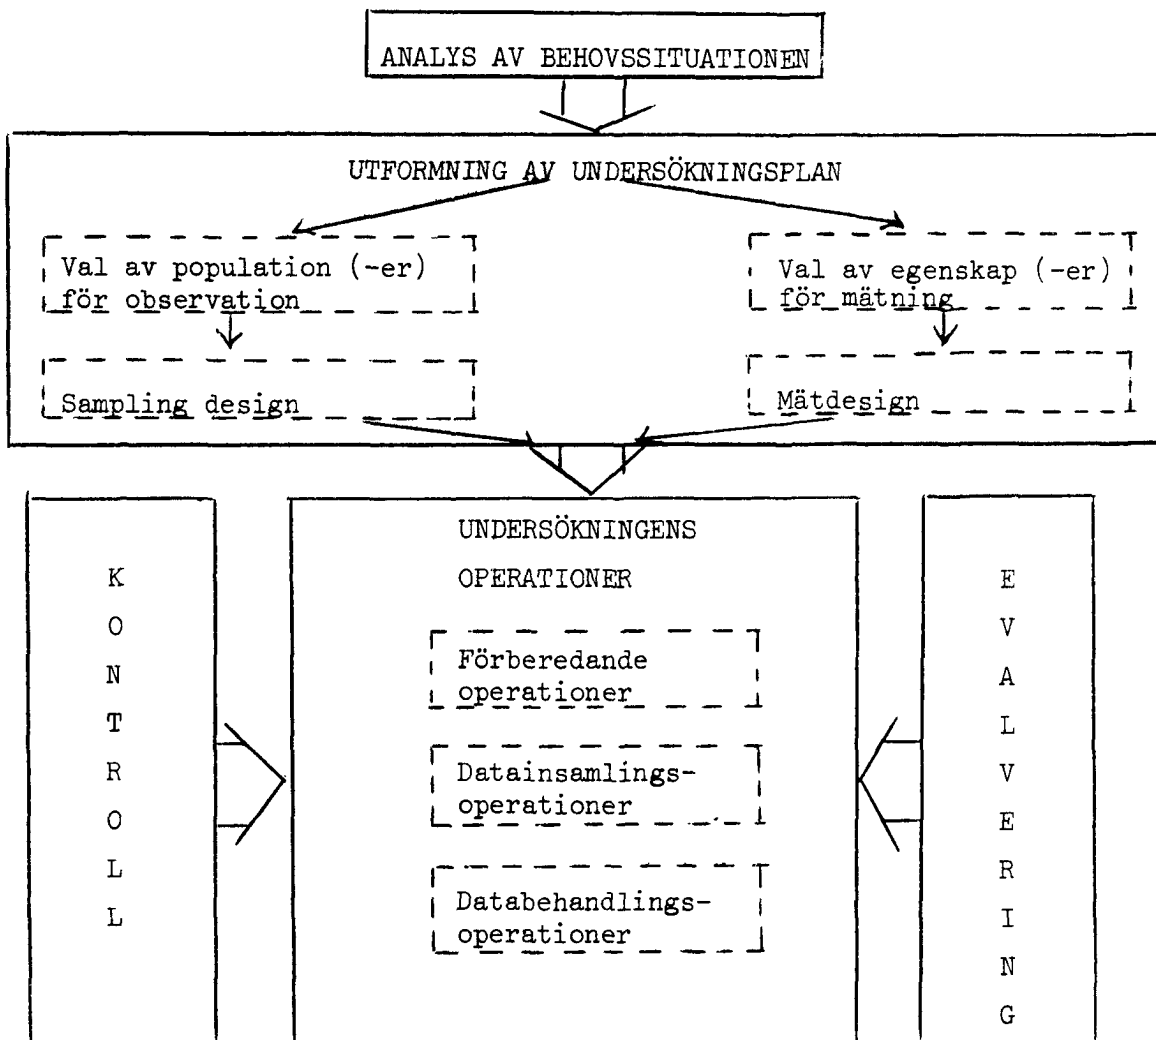 ANALYS AV BEHOVSSITUATIONEN
UTFORMNING AV UNDERSÖKNINGSPLAN
Val av population (-er)
för observation
Sampling design
Val av egenskap (-er)
för mätning
Mätdesign
K
O
N
T
R
O
L
L
UNDERSÖKNINGENS
OPERATIONER
Förberedande
operationer
Datainsamlings-
operationer
Databehandlings-
operationer
E
V
A
L
V
E
R
I
N
G